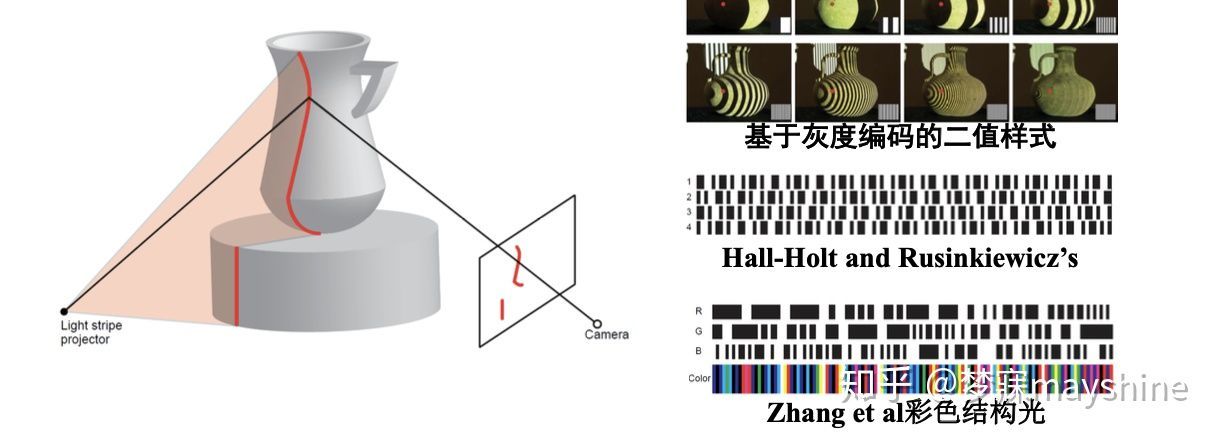 Light stripe
projector
Camera
基于灰度编码的二值样式
1
2
3
4
Hall-Holt and Rusinkiewicz’s
R
G
B
Color
知乎 @梦寐mayshine
Zhang et al彩色结构光